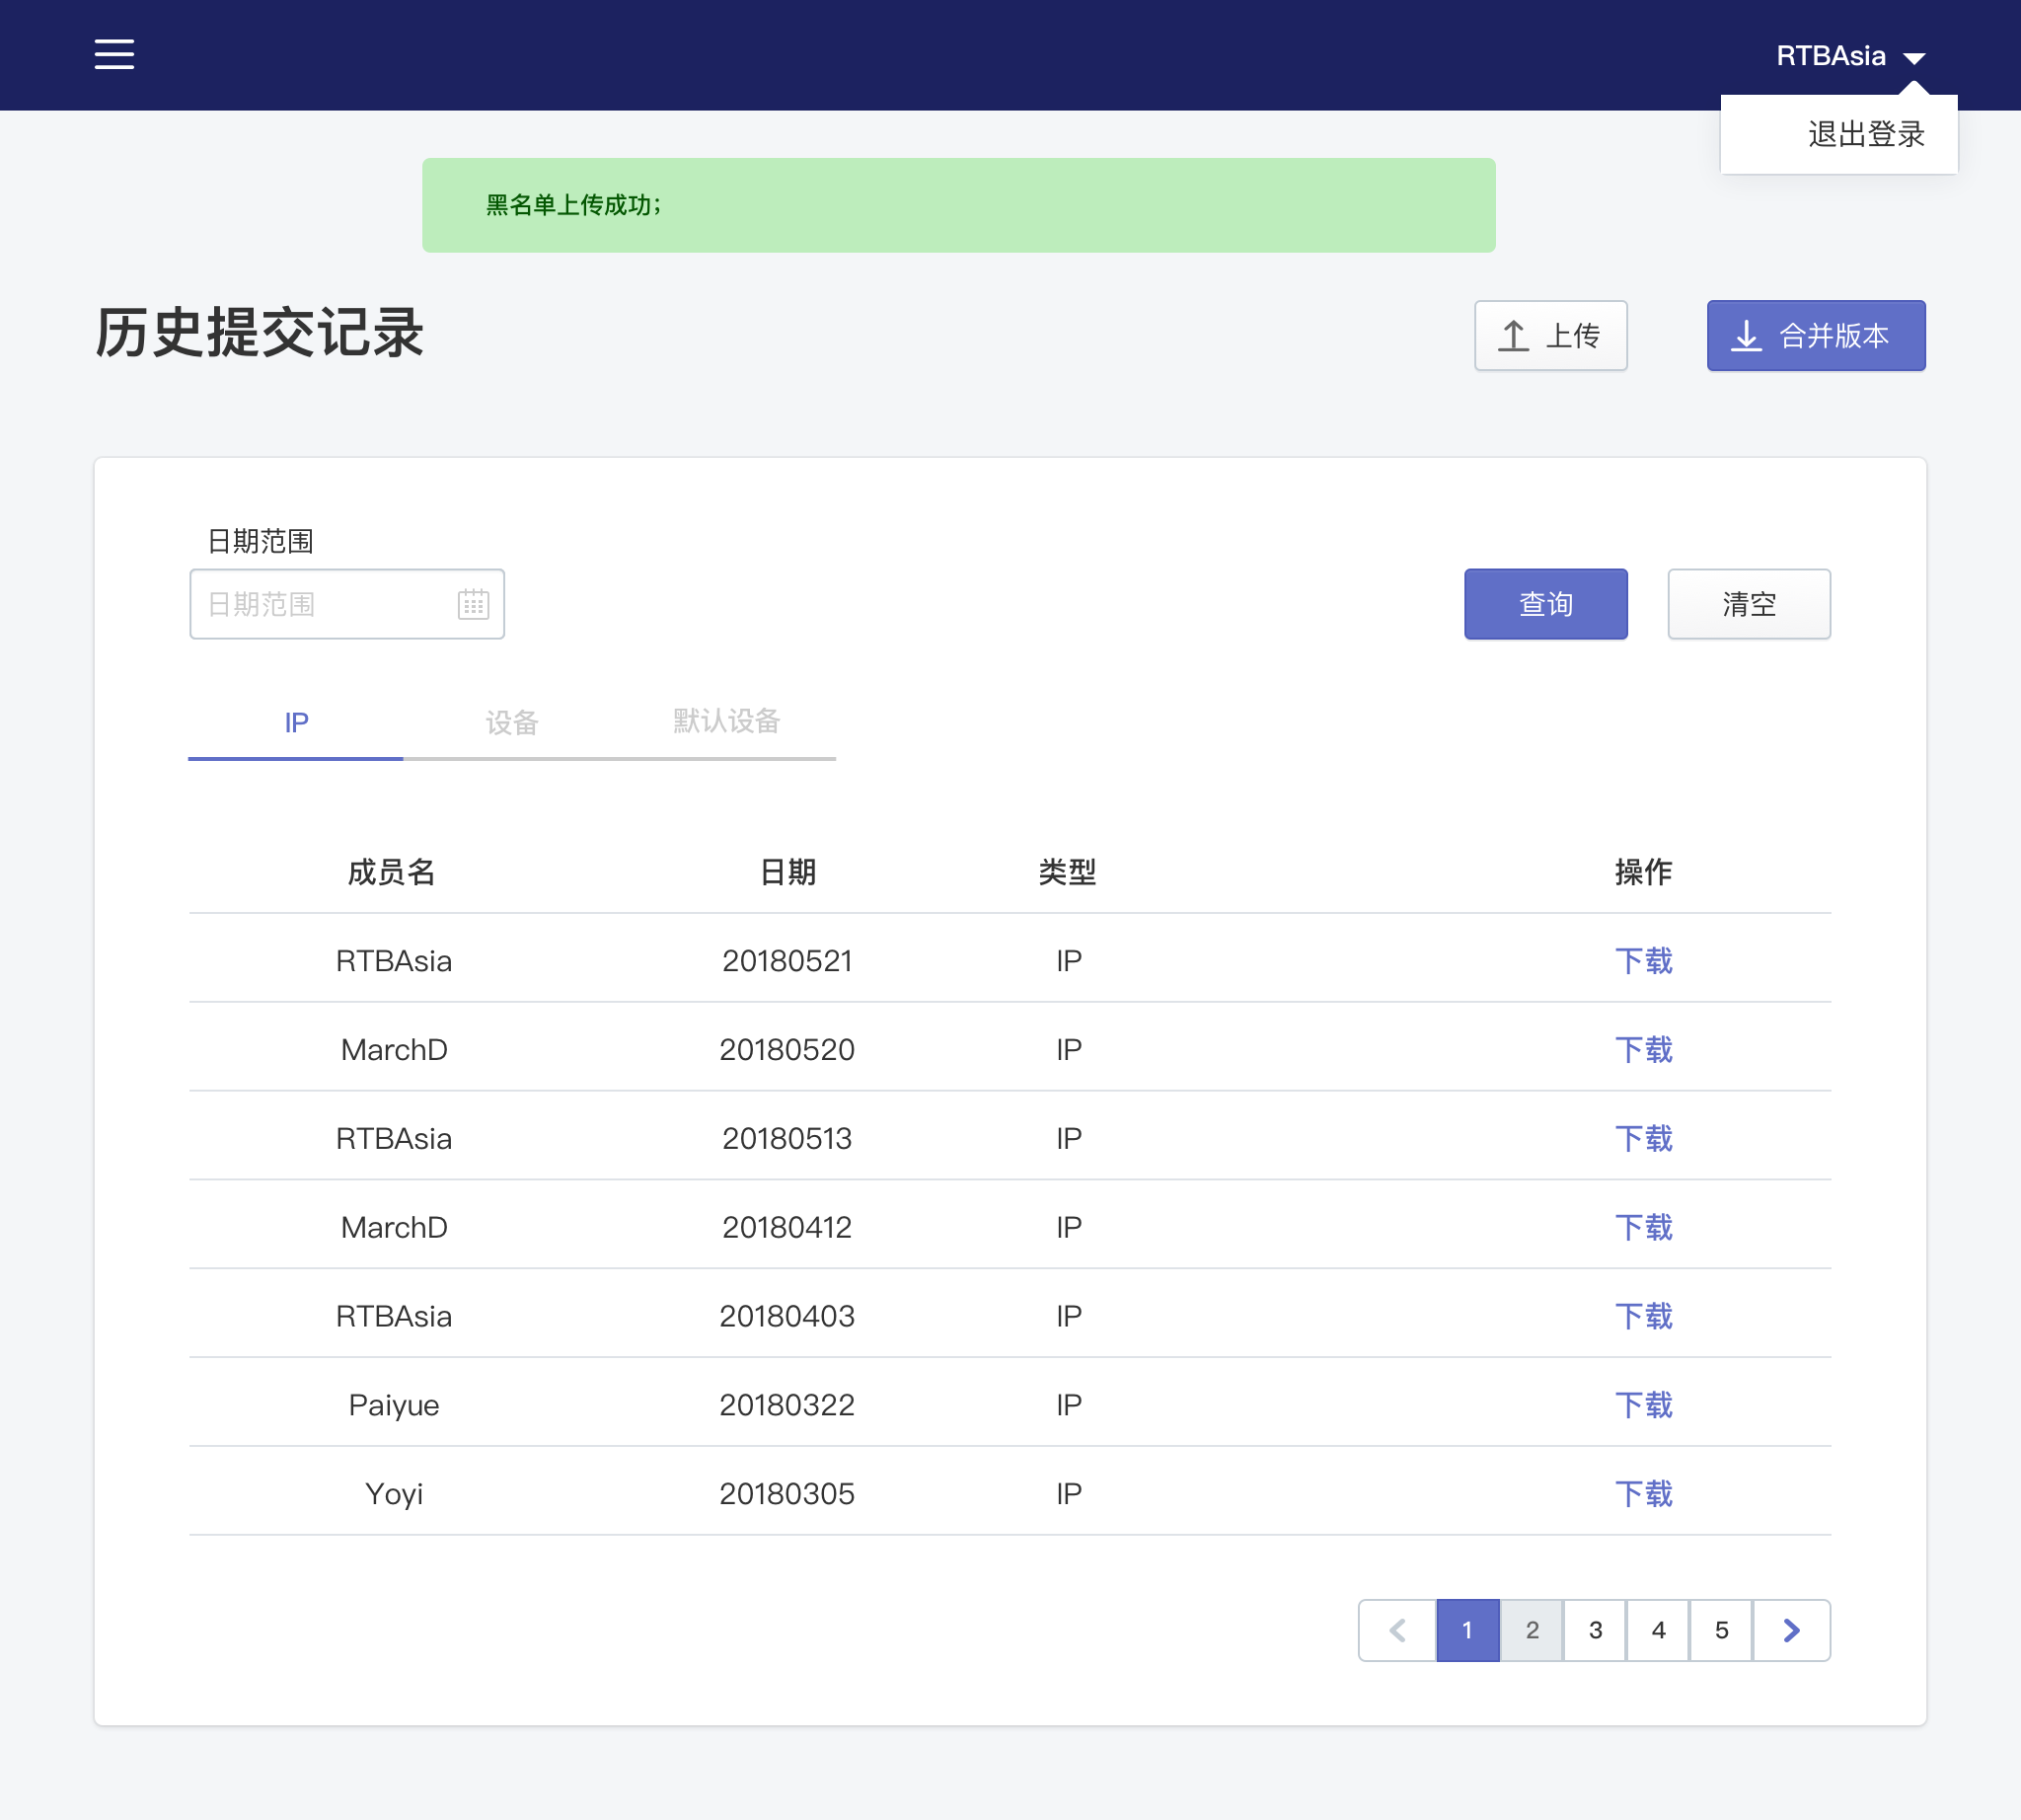 RTBAsia
退出登录
黑名单上传成功；
历史提交记录
上传
合并版本
日期范围
日期范围
查询
清空
IP 设备 默认设备
成员名 日期 类型 操作
RTBAsia 20180521 IP 下载
MarchD 20180520 IP 下载
RTBAsia 20180513 IP 下载
MarchD 20180412 IP 下载
RTBAsia 20180403 IP 下载
Paiyue 20180322 IP 下载
Yoyi 20180305 IP 下载
1 2 3 4 5